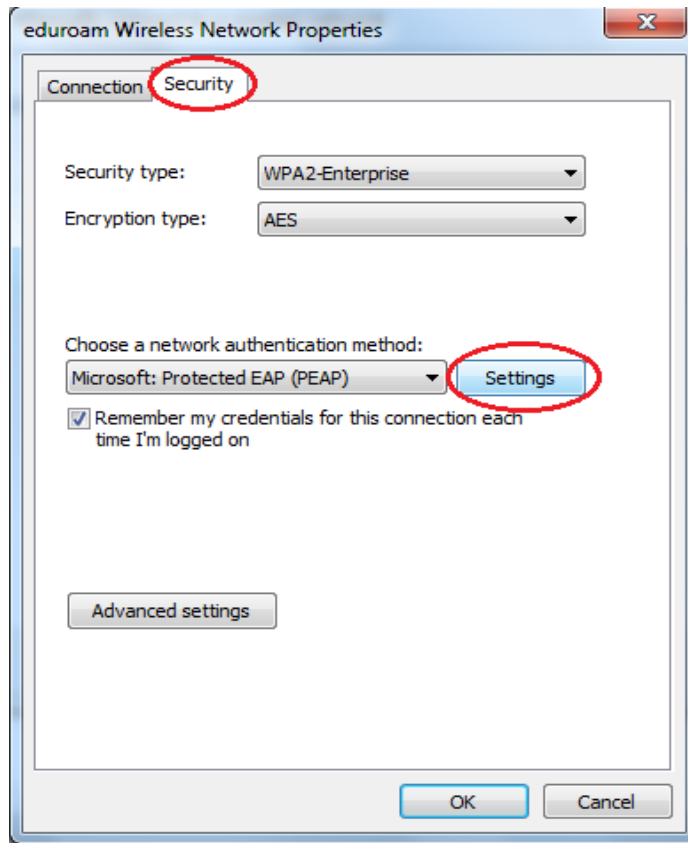 eduroam Wireless Network Properties
Connection Security
Security type: WPA2-Enterprise
Encryption type: AES
Choose a network authentication method:
Microsoft: Protected EAP (PEAP) Settings
Remember my credentials for this connection each
time I'm logged on
Advanced settings
OK Cancel